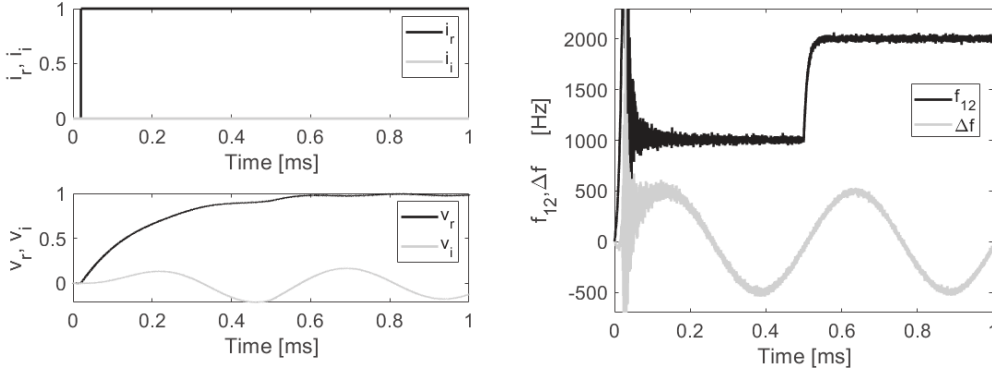 1
0.5
0
i_r, i_i
i_r
i_i
0 0.2 0.4 0.6 0.8 1
Time [ms]
1
0.5
0
v_r, v_i
v_r
v_i
0 0.2 0.4 0.6 0.8 1
Time [ms]
2000
1500
1000
500
0
-500
f_12,Δf [Hz]
f_12
Δf
0 0.2 0.4 0.6 0.8 1
Time [ms]